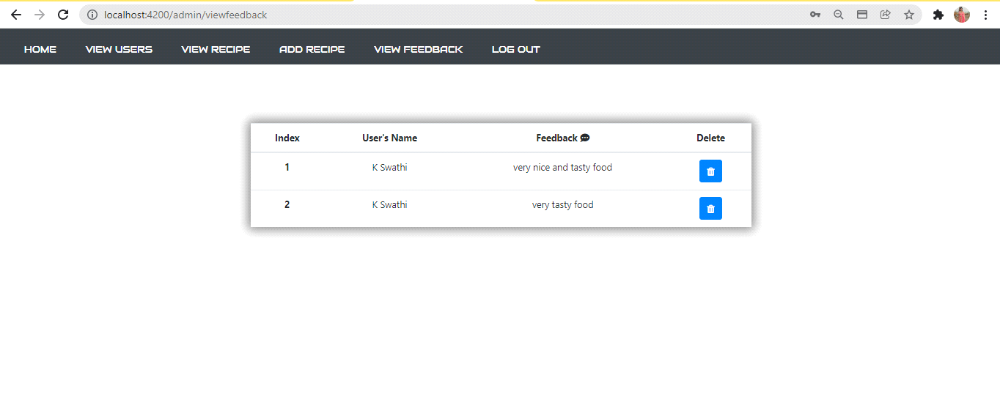 localhost:4200/admin/viewfeedback
HOME VIEW USERS VIEW RECIPE ADD RECIPE VIEW FEEDBACK LOG OUT
Index User's Name Feedback Delete
1 K Swathi very nice and tasty food
2 K Swathi very tasty food